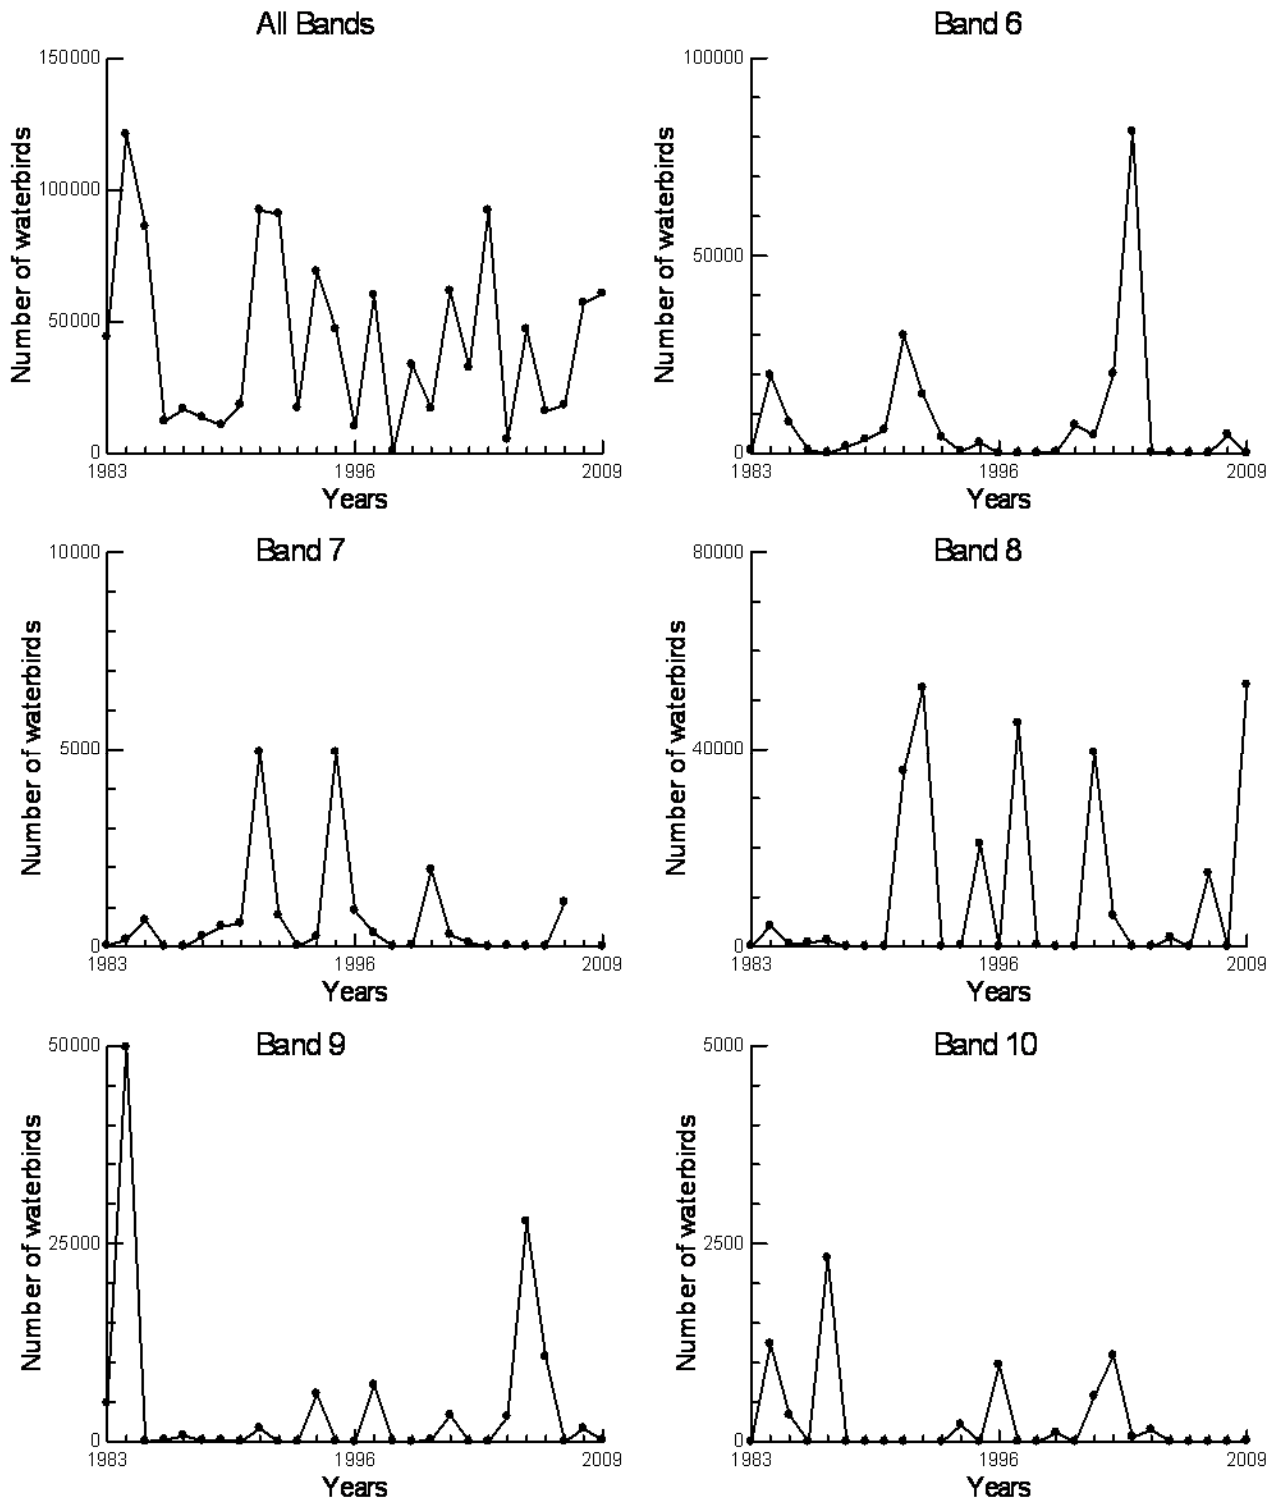 All Bands
150000
100000
50000
0
Number of waterbirds
1983
1996
2009
Years
Band 6
100000
50000
0
Number of waterbirds
1983
1996
2009
Years
Band 7
10000
5000
0
Number of waterbirds
1983
1996
2009
Years
Band 8
80000
40000
0
Number of waterbirds
1983
1996
2009
Years
Band 9
50000
25000
0
Number of waterbirds
1983
1996
2009
Years
Band 10
5000
2500
0
Number of waterbirds
1983
1996
2009
Years